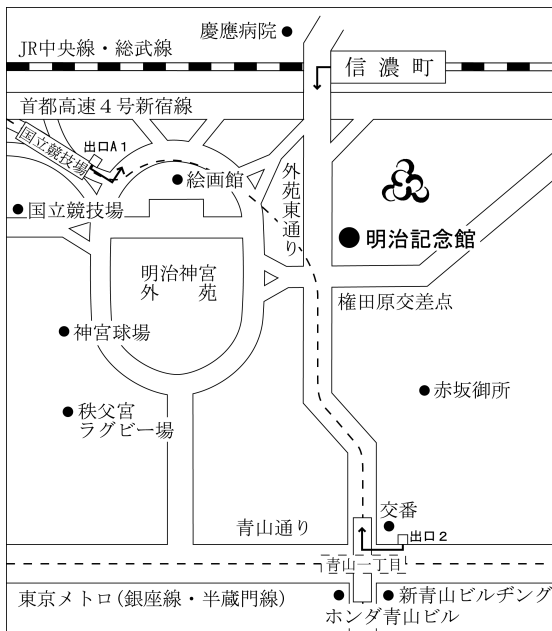 慶應病院
JR中央線・総武線
信濃町
首都高速4号新宿線
国立競技場
出口A1
絵画館
外苑東通り
国立競技場
明治記念館
明治神宮
外苑
権田原交差点
神宮球場
赤坂御所
秩父宮
ラグビー場
交番
青山通り
出口2
青山一丁目
東京メトロ(銀座線・半蔵門線)
新青山ビルヂング
ホンダ青山ビル